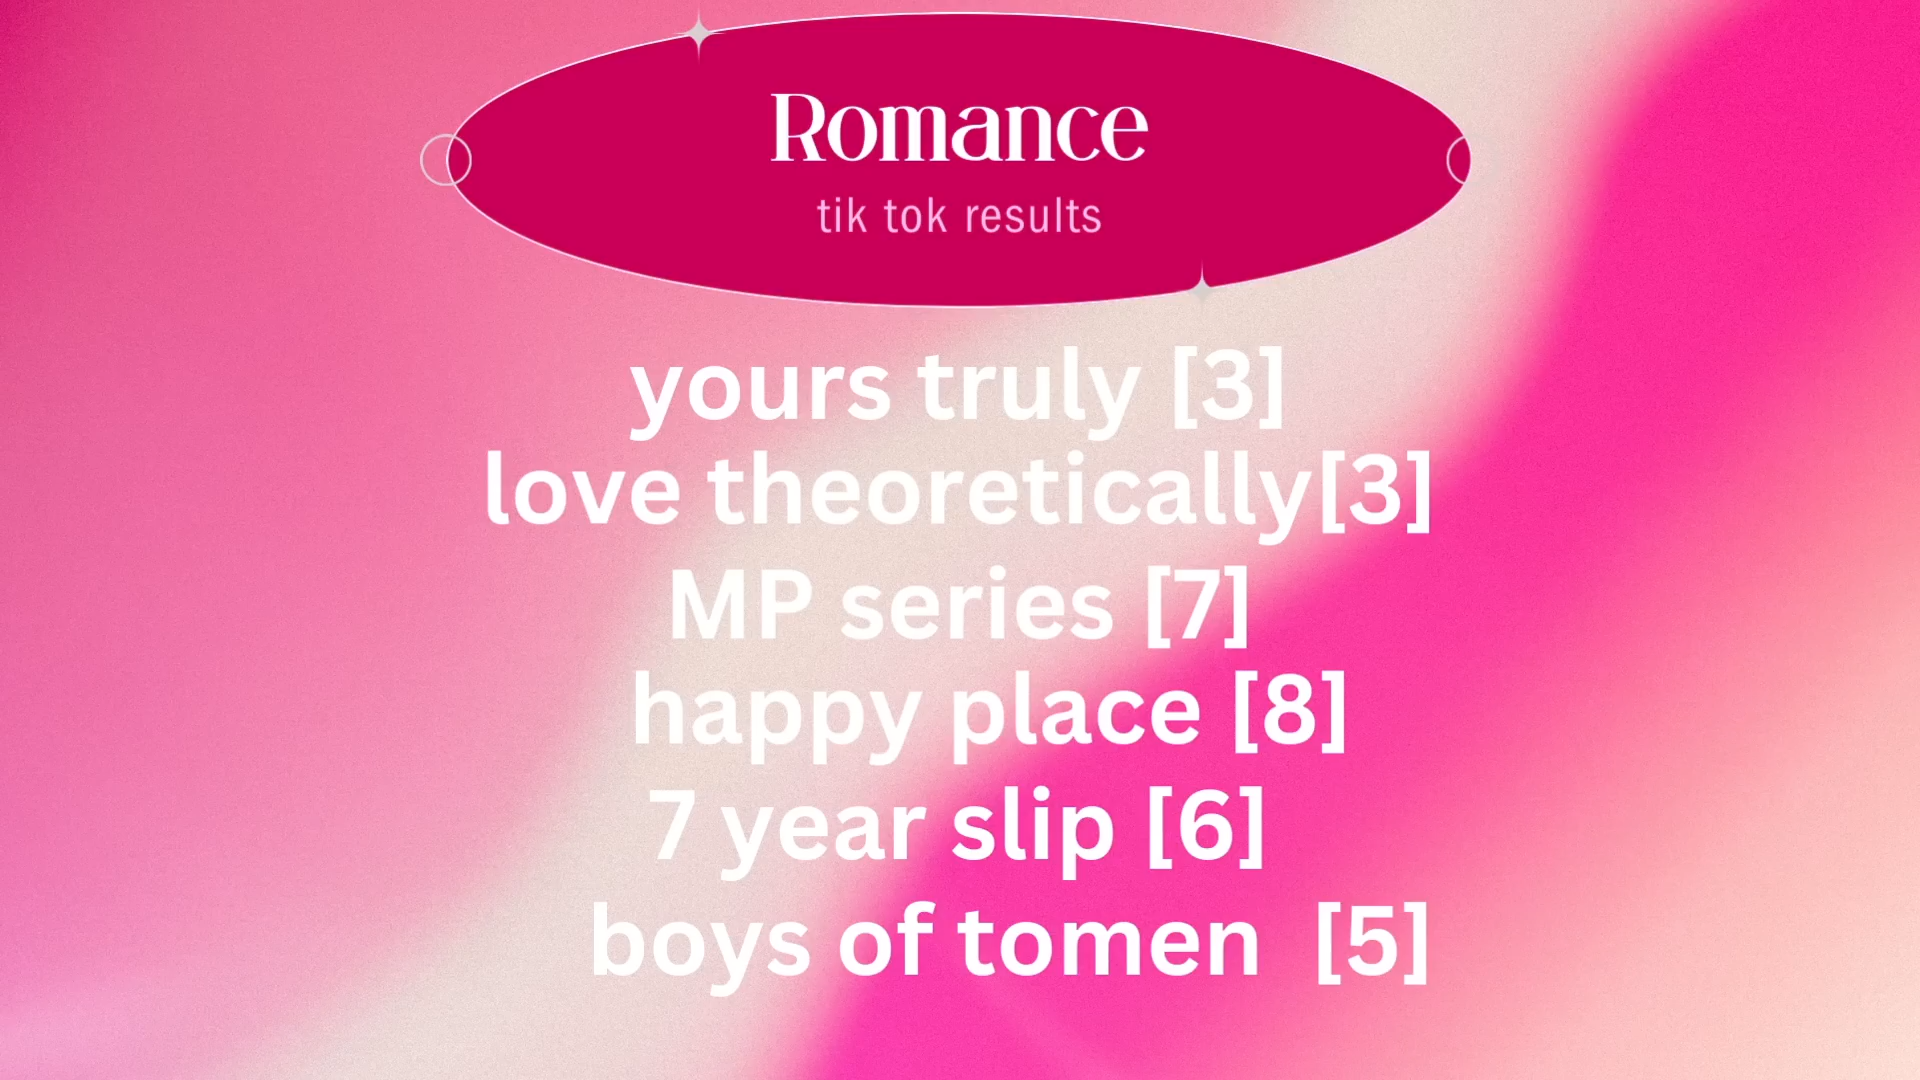 Romance
tik tok results
yours truly [3]
love theoretically[3]
MP series [7]
happy place [8]
7 year slip [6]
boys of tomen  [5]